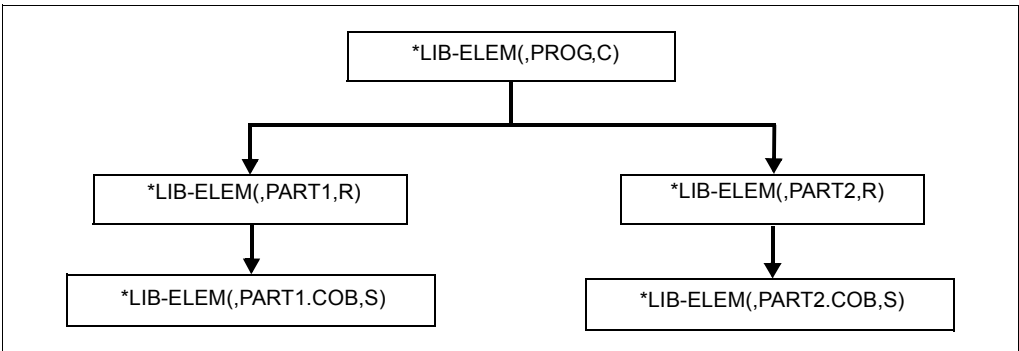 *LIB-ELEM(,PROG,C)
*LIB-ELEM(,PART1,R)
*LIB-ELEM(,PART2,R)
*LIB-ELEM(,PART1.COB,S)
*LIB-ELEM(,PART2.COB,S)